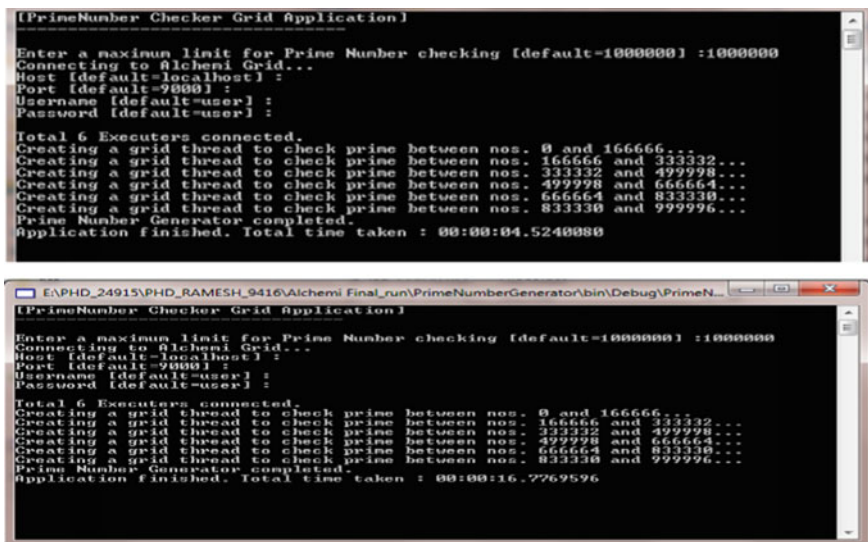 [PrimeNumber Checker Grid Application]
Enter a maximum limit for Prime Number checking [default=1000000] :1000000
Connecting to Alchemi Grid...
Host [default=localhost] :
Port [default=9000] :
Username [default=user] :
Password [default=user] :
Total 6 Executers connected.
Creating a grid thread to check prime between nos. 0 and 166666...
Creating a grid thread to check prime between nos. 166666 and 333332...
Creating a grid thread to check prime between nos. 333332 and 499998...
Creating a grid thread to check prime between nos. 499998 and 666664...
Creating a grid thread to check prime between nos. 666664 and 833330...
Creating a grid thread to check prime between nos. 833330 and 999996...
Prime Number Generator completed.
Application finished. Total time taken : 00:00:04.5240080
E:\PHD_24915\PHD_RAMESH_9416\Alchemi Final_run\PrimeNumberGenerator\bin\Debug\PrimeN...
[PrimeNumber Checker Grid Application]
Enter a maximum limit for Prime Number checking [default=1000000] :1000000
Connecting to Alchemi Grid...
Host [default=localhost] :
Port [default=9000] :
Username [default=user] :
Password [default=user] :
Total 6 Executers connected.
Creating a grid thread to check prime between nos. 0 and 166666...
Creating a grid thread to check prime between nos. 166666 and 333332...
Creating a grid thread to check prime between nos. 333332 and 499998...
Creating a grid thread to check prime between nos. 499998 and 666664...
Creating a grid thread to check prime between nos. 666664 and 833330...
Creating a grid thread to check prime between nos. 833330 and 999996...
Prime Number Generator completed.
Application finished. Total time taken : 00:00:16.7769596